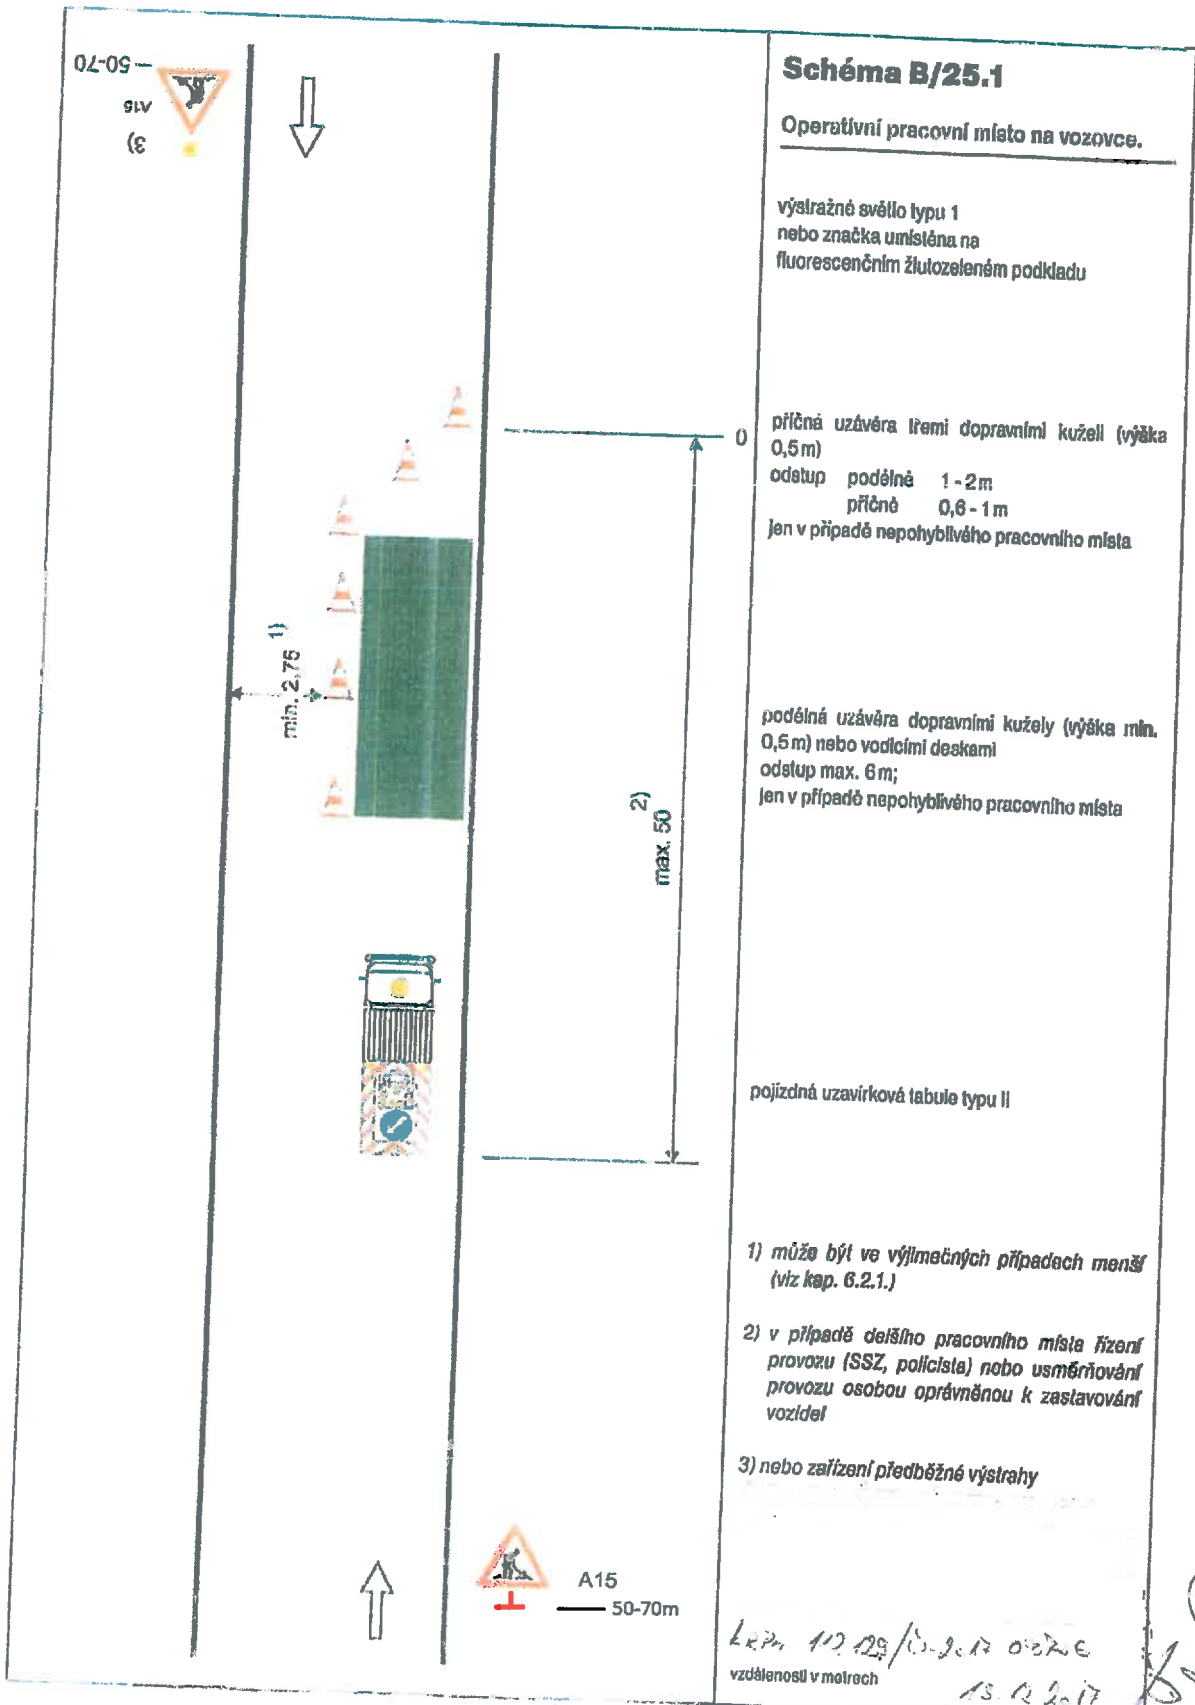 50-70
A15
3)
Schéma B/25.1
Operativní pracovní místo na vozovce.
výstražné světlo typu 1
nebo značka umístěna na
fluorescenčním žlutozeleném podkladu
0
příčná uzávěra třemi dopravními kuželi (výška
0,5 m)
odstup podélně 1 - 2 m
příčně 0,6 - 1 m
jen v případě nepohyblivého pracovního místa
min. 2,75 1)
podélná uzávěra dopravními kužely (výška min.
0,5 m) nebo vodicími deskami
odstup max. 6 m;
jen v případě nepohyblivého pracovního místa
max. 50 2)
pojízdná uzavírková tabule typu II
1) může být ve výjimečných případech menší
(viz kap. 6.2.1.)
2) v případě delšího pracovního místa řízení
provozu (SSZ, policista) nebo usměrňování
provozu osobou oprávněnou k zastavování
vozidel
3) nebo zařízení předběžné výstrahy
A15
50-70m
vzdálenosti v metrech
13.12.2017